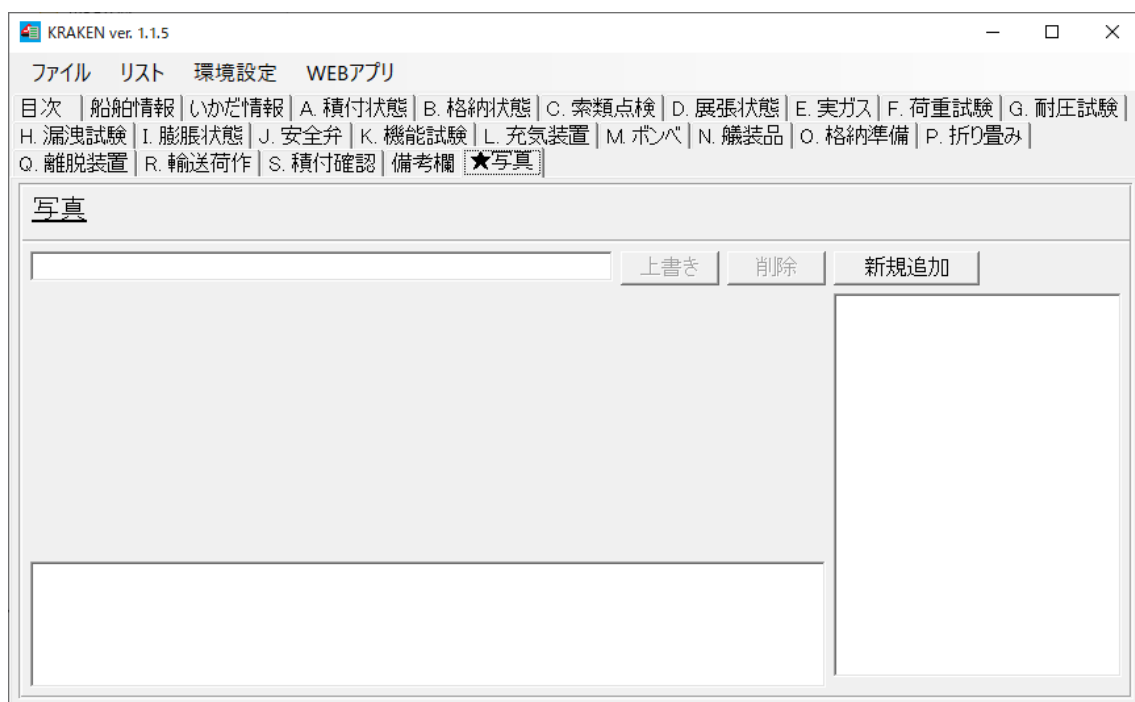 KRAKEN ver. 1.1.5
ファイル リスト 環境設定 WEBアプリ
目次 船舶情報 いかだ情報 A. 積付状態 B. 格納状態 C. 索類点検 D. 展張状態 E. 実ガス F. 荷重試験 G. 耐圧試験
H. 漏洩試験 I. 膨脹状態 J. 安全弁 K. 機能試験 L. 充気装置 M. ボンベ N. 艤装品 O. 格納準備 P. 折り畳み
Q. 離脱装置 R. 輸送荷作 S. 積付確認 備考欄 ★写真
写真
上書き 削除 新規追加